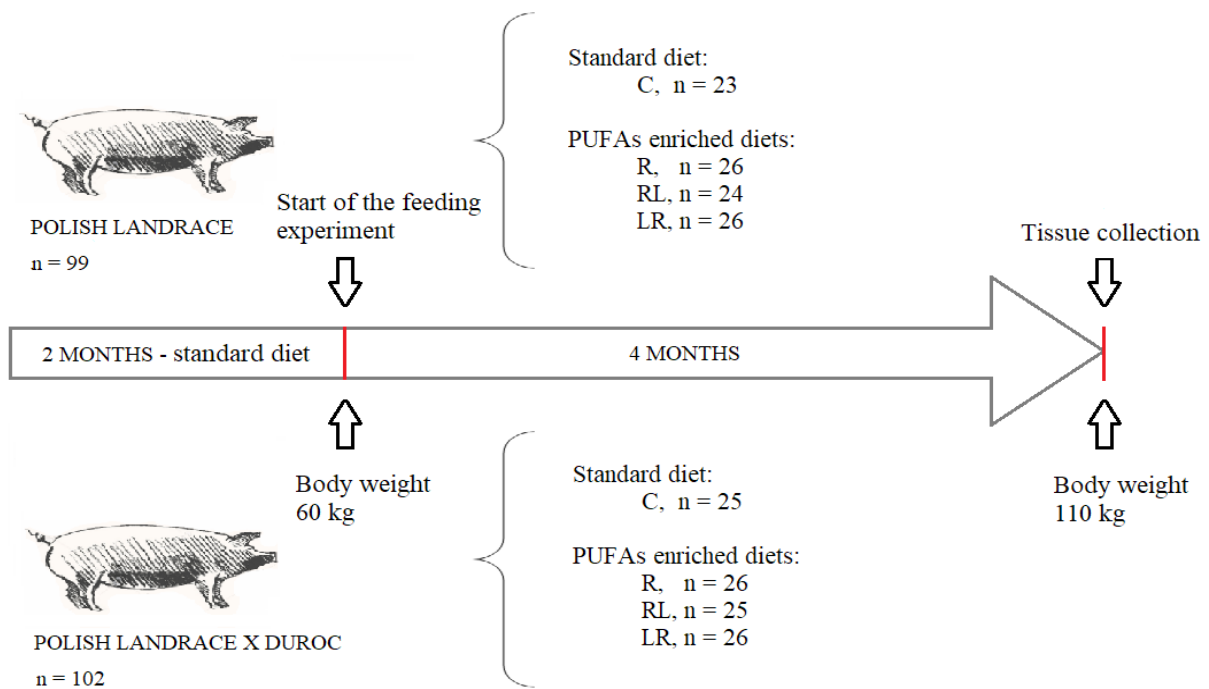 Standard diet:
C, n = 23
PUFAs enriched diets:
R, n = 26
RL, n = 24
LR, n = 26
POLISH LANDRACE
n = 99
Start of the feeding
experiment
Tissue collection
2 MONTHS - standard diet
4 MONTHS
Body weight
60 kg
Body weight
110 kg
Standard diet:
C, n = 25
PUFAs enriched diets:
R, n = 26
RL, n = 25
LR, n = 26
POLISH LANDRACE X DUROC
n = 102